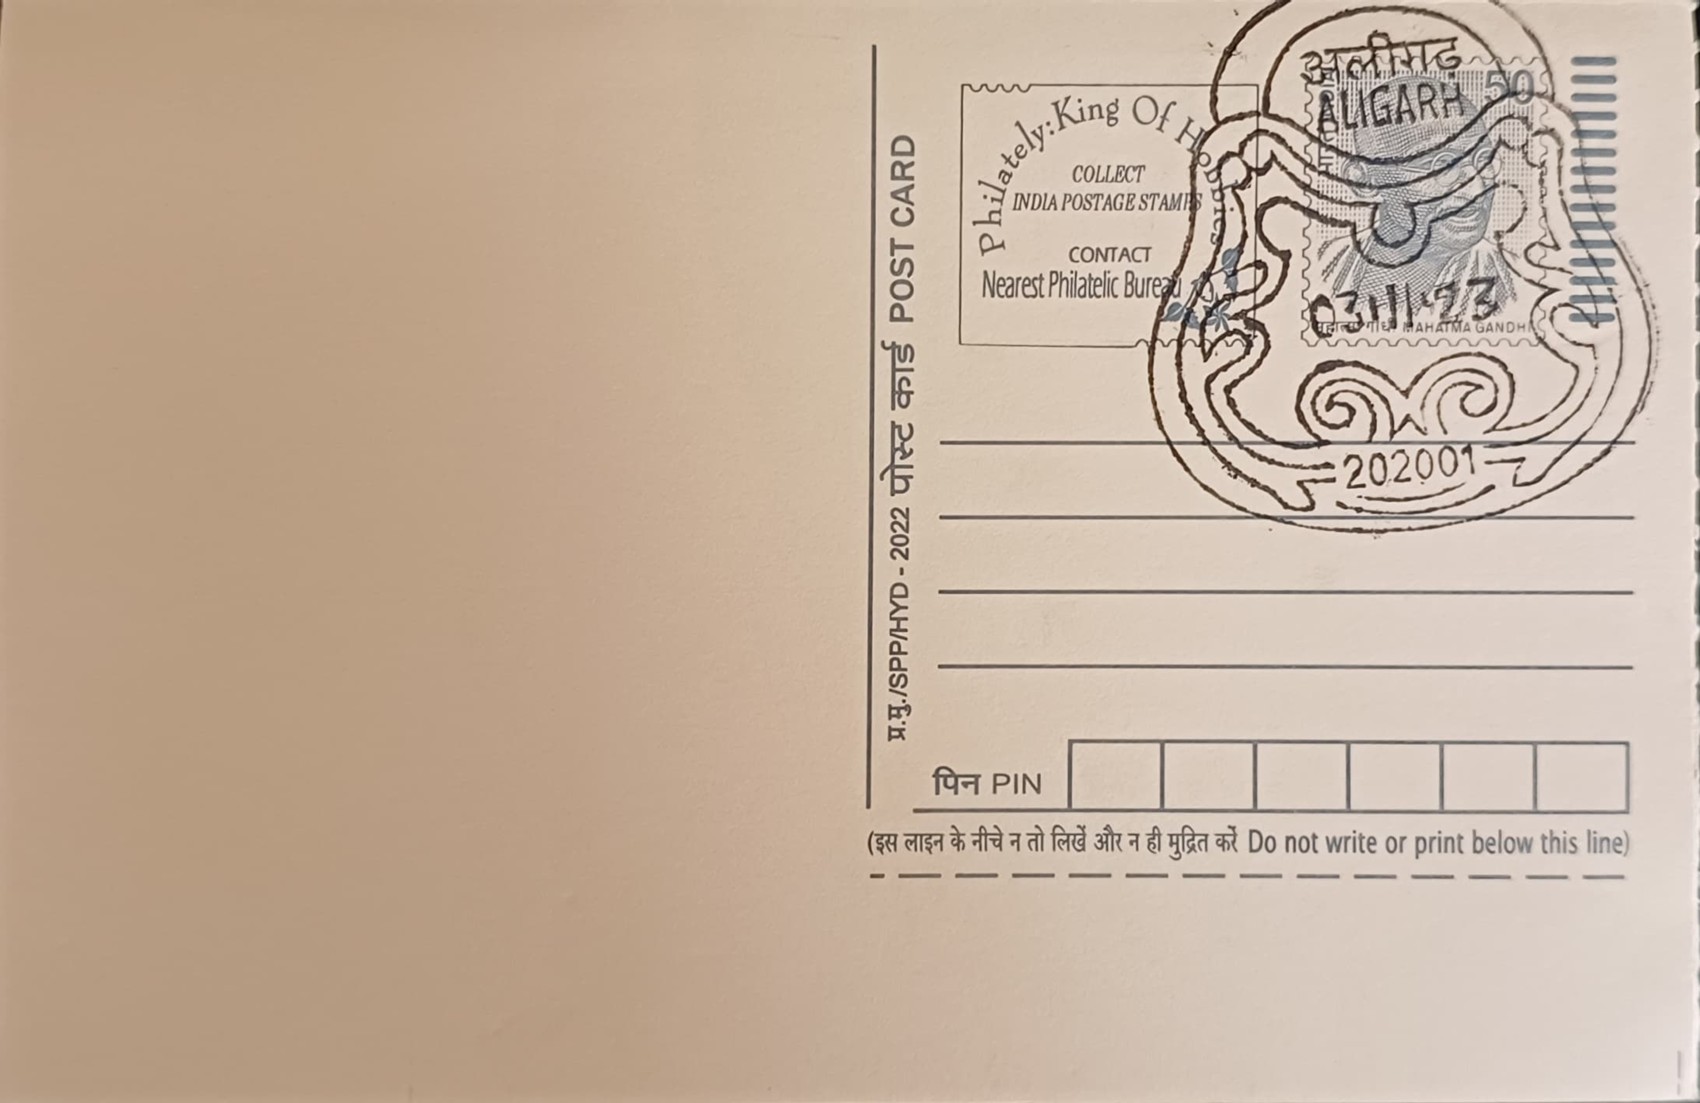 प्र.मु./SPP/HYD - 2022 पोस्ट कार्ड POST CARD
Philately:King Of Hobbies
COLLECT
INDIA POSTAGE STAMPS
CONTACT
Nearest Philatelic Bureau
अलीगढ़
ALIGARH
50
03.11.23
महात्मा गांधी MAHATMA GANDHI
202001
पिन PIN
(इस लाइन के नीचे न तो लिखें और न ही मुद्रित करें Do not write or print below this line)